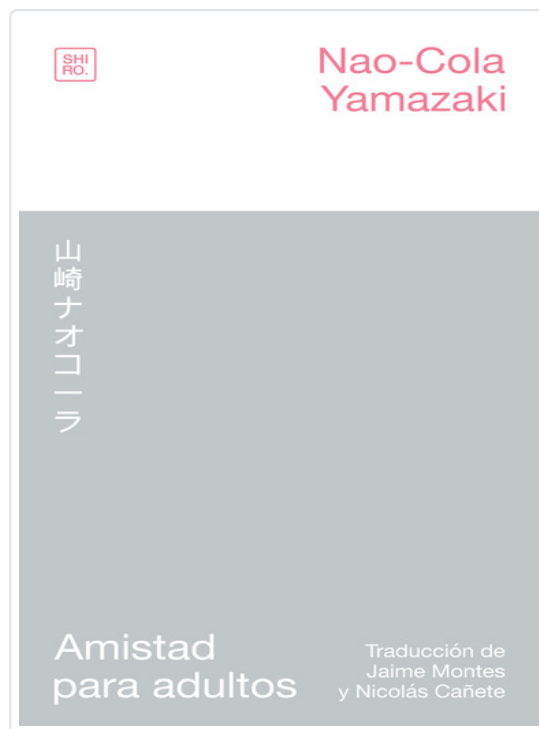 SHI
RO.
Nao-Cola
Yamazaki
山崎ナオコーラ
Amistad
para adultos
Traducción de
Jaime Montes
y Nicolás Cañete